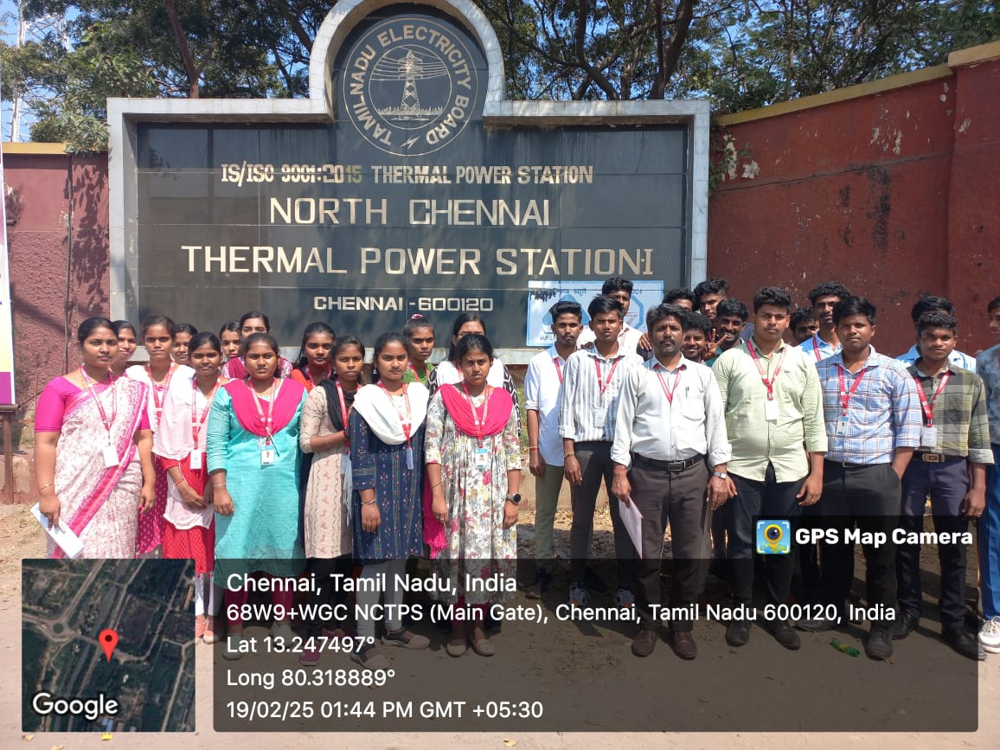 TAMILNADU ELECTRICITY BOARD
IS/ISO 9001:2015 THERMAL POWER STATION
NORTH CHENNAI
THERMAL POWER STATION-I
CHENNAI - 600120
GPS Map Camera
Chennai, Tamil Nadu, India
68W9+WGC NCTPS (Main Gate), Chennai, Tamil Nadu 600120, India
Lat 13.247497°
Long 80.318889°
19/02/25 01:44 PM GMT +05:30
Google